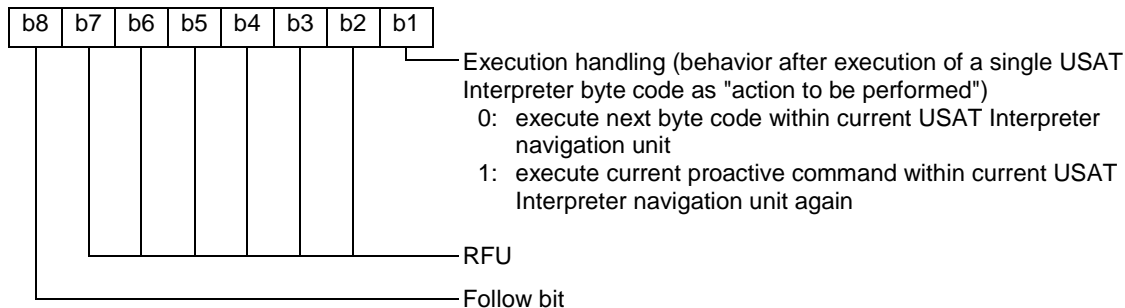 b8 b7 b6 b5 b4 b3 b2 b1
Execution handling (behavior after execution of a single USAT
Interpreter byte code as "action to be performed")
0: execute next byte code within current USAT Interpreter
navigation unit
1: execute current proactive command within current USAT
Interpreter navigation unit again
RFU
Follow bit